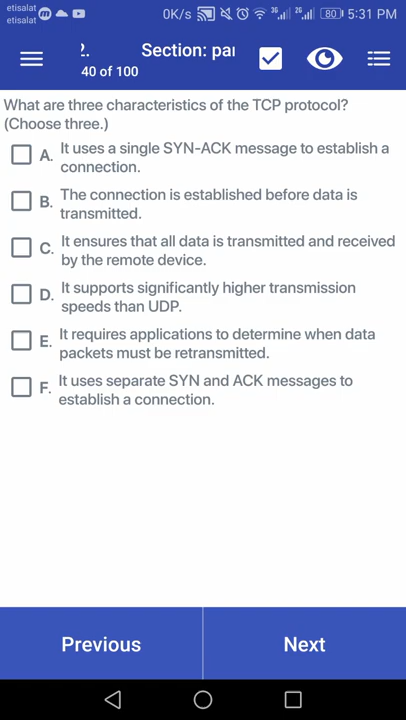 etisalat
etisalat
0K/s 3G 2G 80 5:31 PM
2. Section: par
40 of 100
What are three characteristics of the TCP protocol?
(Choose three.)
A. It uses a single SYN-ACK message to establish a
connection.
B. The connection is established before data is
transmitted.
C. It ensures that all data is transmitted and received
by the remote device.
D. It supports significantly higher transmission
speeds than UDP.
E. It requires applications to determine when data
packets must be retransmitted.
F. It uses separate SYN and ACK messages to
establish a connection.
Previous Next